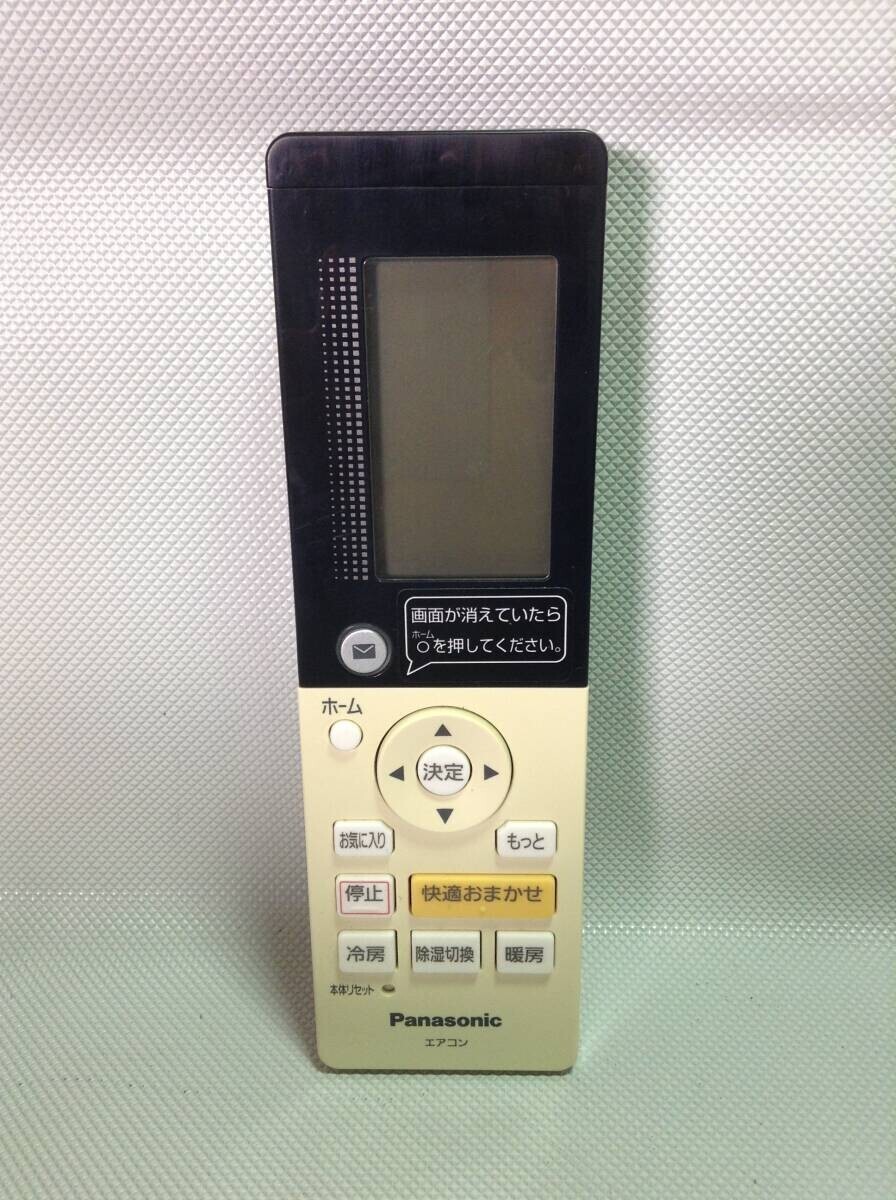 画面が消えていたら
ホーム
○を押してください。
ホーム
決定
お気に入り
もっと
停止
快適おまかせ
冷房
除湿切換
暖房
本体リセット
Panasonic
エアコン